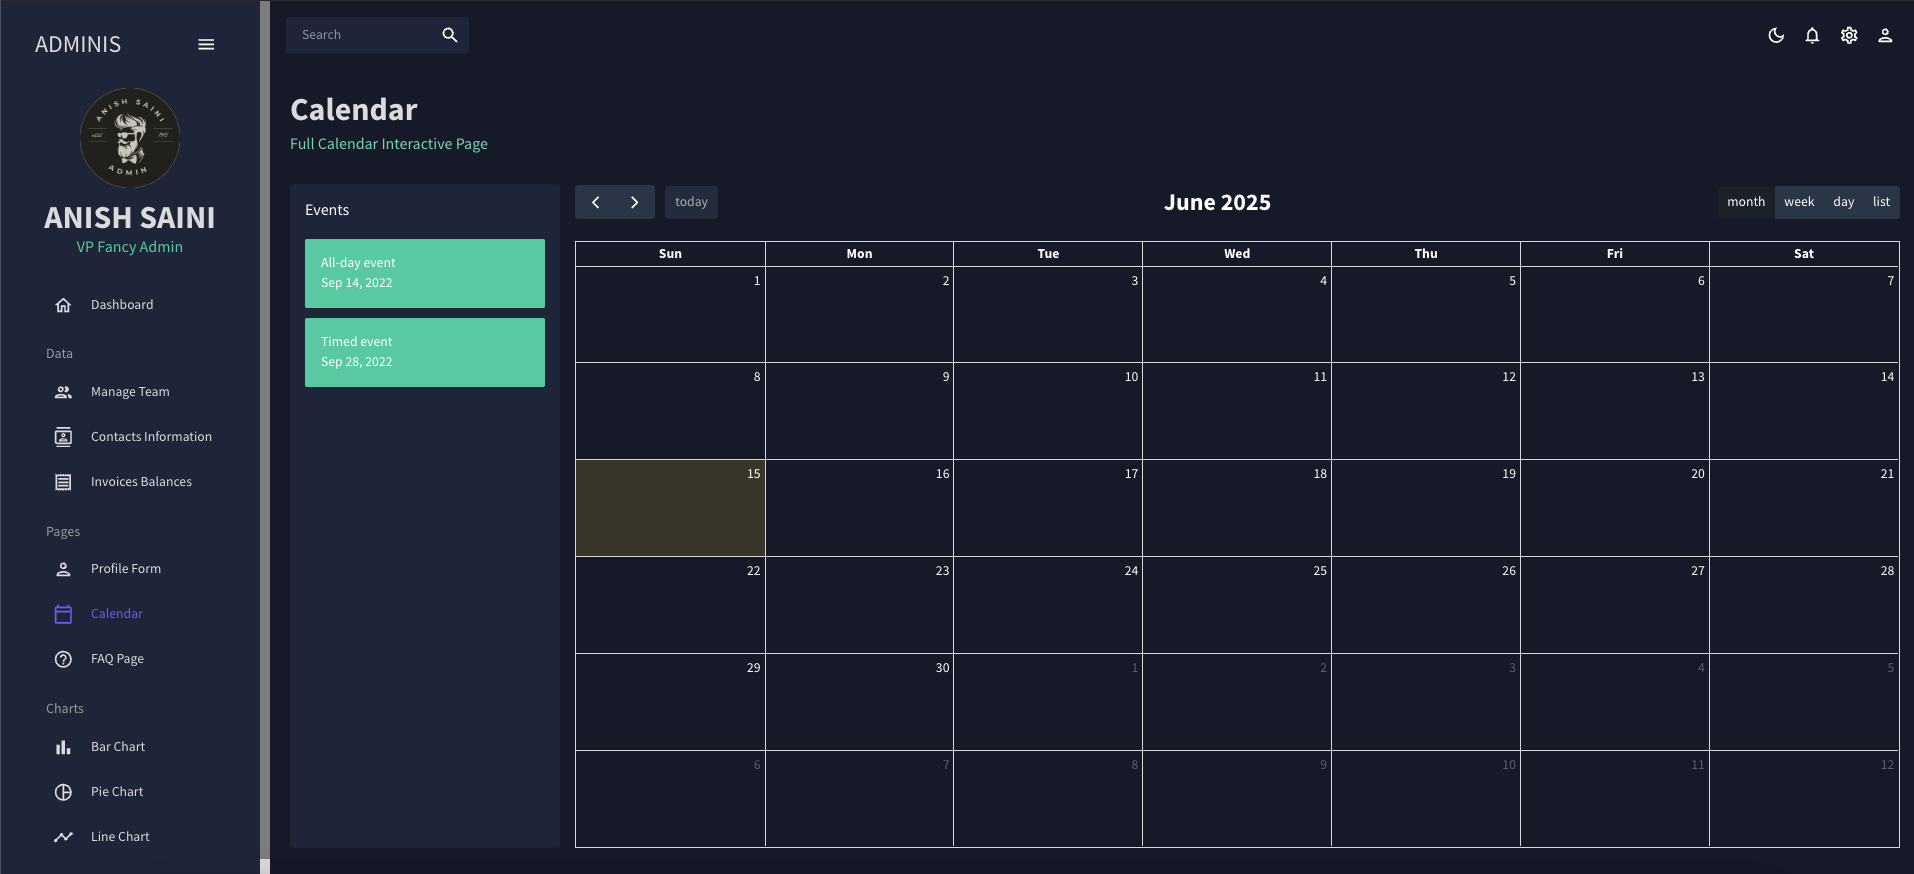 ADMINIS
ANISH SAINI
ADMIN
ANISH SAINI
VP Fancy Admin
Dashboard
Data
Manage Team
Contacts Information
Invoices Balances
Pages
Profile Form
Calendar
FAQ Page
Charts
Bar Chart
Pie Chart
Line Chart
Search
Calendar
Full Calendar Interactive Page
Events
All-day event
Sep 14, 2022
Timed event
Sep 28, 2022
today
June 2025
month week day list
Sun Mon Tue Wed Thu Fri Sat
1 2 3 4 5 6 7
8 9 10 11 12 13 14
15 16 17 18 19 20 21
22 23 24 25 26 27 28
29 30 1 2 3 4 5
6 7 8 9 10 11 12